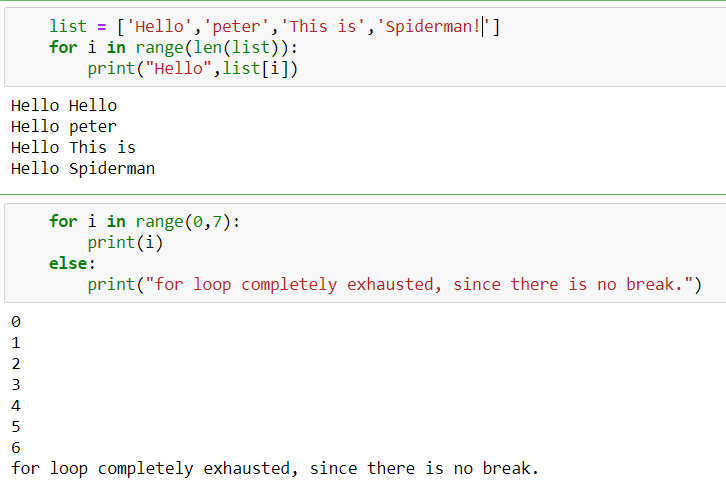 list = ['Hello','peter','This is','Spiderman!']
for i in range(len(list)):
    print("Hello",list[i])
Hello Hello
Hello peter
Hello This is
Hello Spiderman
for i in range(0,7):
    print(i)
else:
    print("for loop completely exhausted, since there is no break.")
0
1
2
3
4
5
6
for loop completely exhausted, since there is no break.